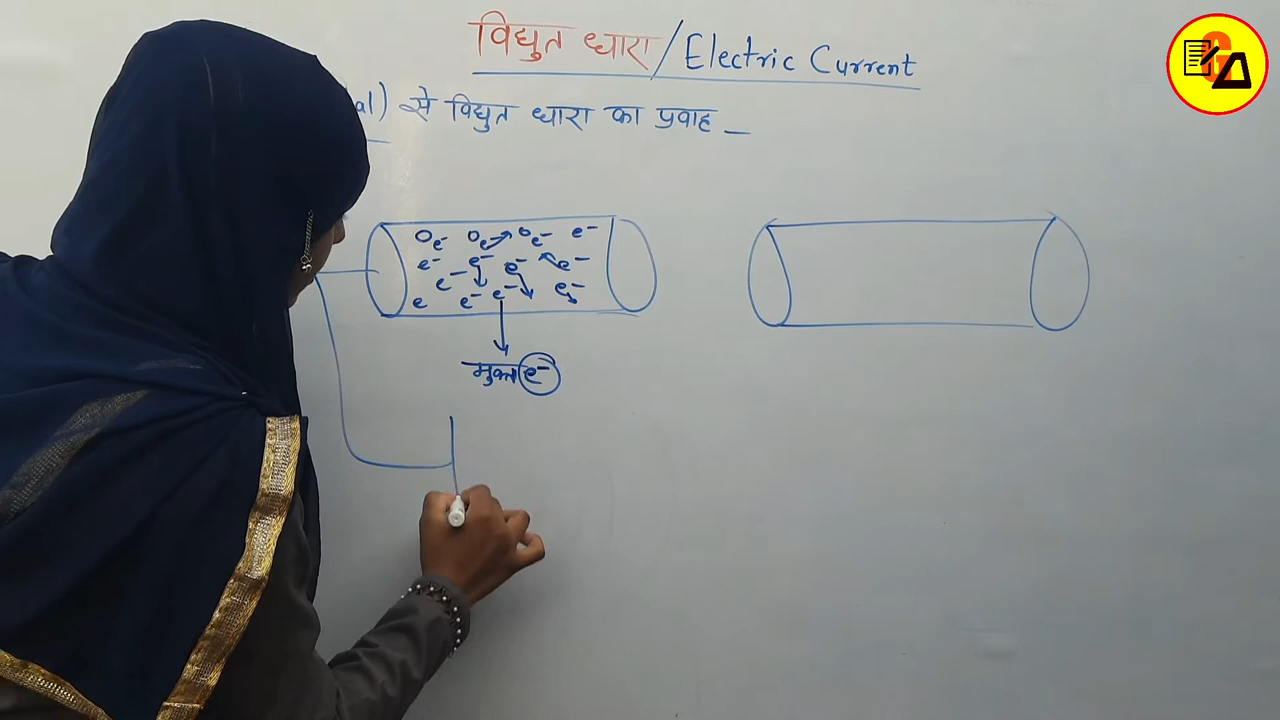 विद्युत धारा / Electric Current
al) से विद्युत धारा का प्रवाह _
o e⁻ o e⁻ o e⁻ e⁻
e⁻ e⁻ e⁻ e⁻
e⁻ e⁻ e⁻
e e⁻ e⁻
मुक्त e⁻